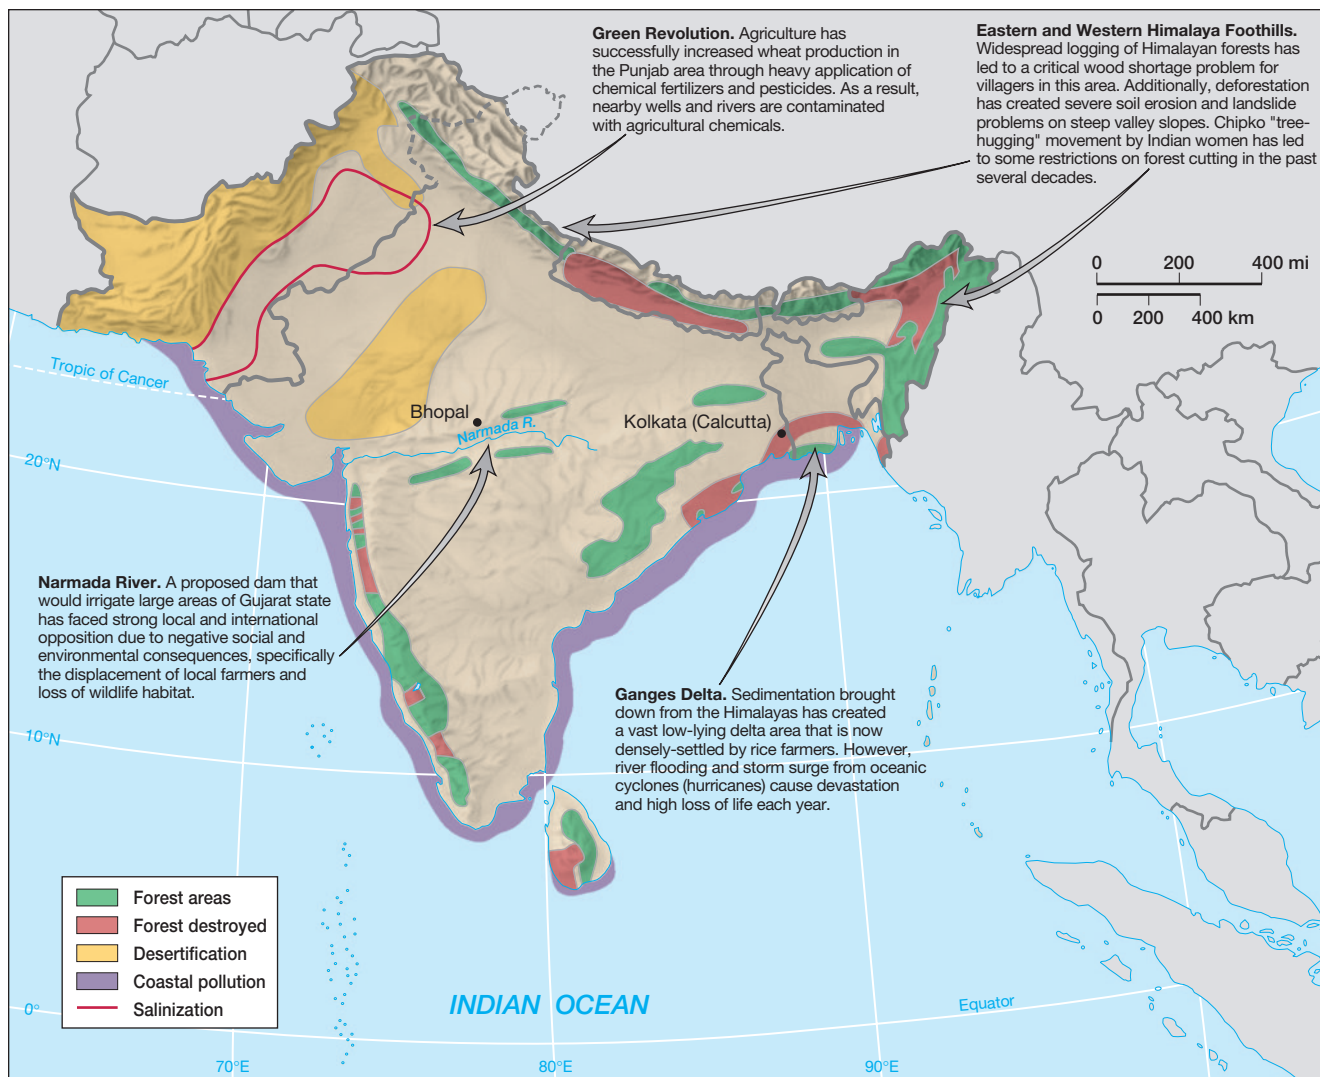 Green Revolution. Agriculture has
successfully increased wheat production in
the Punjab area through heavy application of
chemical fertilizers and pesticides. As a result,
nearby wells and rivers are contaminated
with agricultural chemicals.
Eastern and Western Himalaya Foothills.
Widespread logging of Himalayan forests has
led to a critical wood shortage problem for
villagers in this area. Additionally, deforestation
has created severe soil erosion and landslide
problems on steep valley slopes. Chipko "tree-
hugging" movement by Indian women has led
to some restrictions on forest cutting in the past
several decades.
0 200 400 mi
0 200 400 km
Tropic of Cancer
Bhopal
Narmada R.
Kolkata (Calcutta)
20°N
Narmada River. A proposed dam that
would irrigate large areas of Gujarat state
has faced strong local and international
opposition due to negative social and
environmental consequences, specifically
the displacement of local farmers and
loss of wildlife habitat.
Ganges Delta. Sedimentation brought
down from the Himalayas has created
a vast low-lying delta area that is now
densely-settled by rice farmers. However,
river flooding and storm surge from oceanic
cyclones (hurricanes) cause devastation
and high loss of life each year.
10°N
Forest areas
Forest destroyed
Desertification
Coastal pollution
Salinization
INDIAN OCEAN
Equator
0°
70°E
80°E
90°E